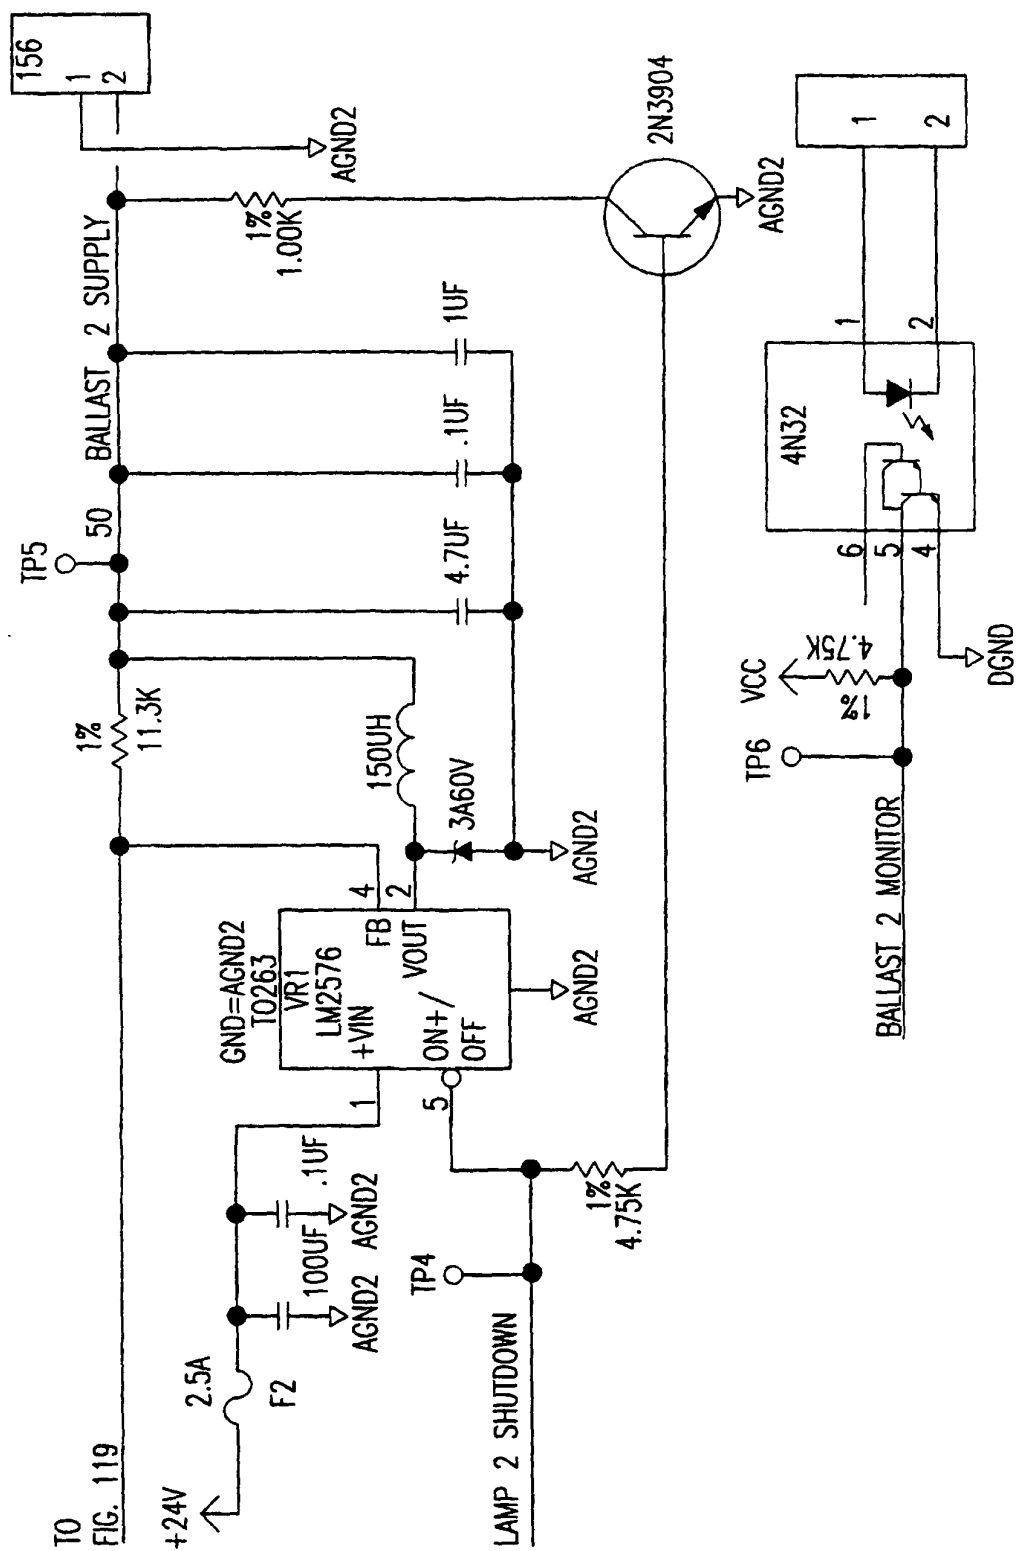 TO
FIG. 119
+24V
2.5A
F2
100UF
AGND2
.1UF
AGND2
LAMP 2 SHUTDOWN
TP4
1%
4.75K
GND=AGND2
TO263
VR1
LM2576
+VIN
FB
VOUT
ON+/
OFF
1
5
4
2
AGND2
1%
11.3K
150UH
3A60V
AGND2
TP5
50
BALLAST 2 SUPPLY
4.7UF
.1UF
1UF
1%
1.00K
AGND2
156
1
2
2N3904
AGND2
BALLAST 2 MONITOR
TP6
VCC
1%
4.75K
DGND
6
5
4
4N32
1
2
1
2